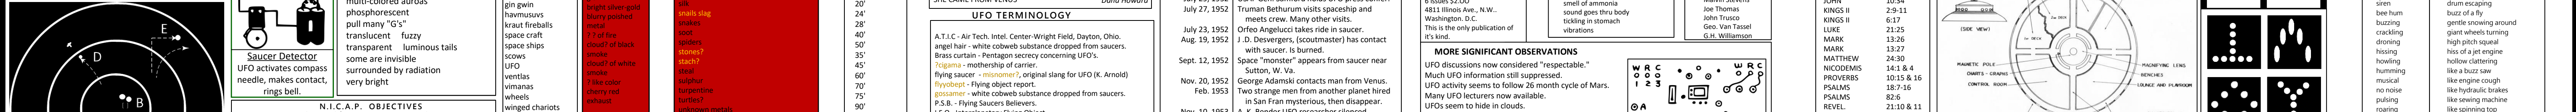 E
D
B
Saucer Detector
UFO activates compass
needle, makes contact,
rings bell.
multi-colored auroas
phosphorescent
pull many "G's"
translucent fuzzy
transparent luminous tails
some are invisible
surrounded by radiation
very bright
N.I.C.A.P. OBJECTIVES
gin gwin
havmusuvs
kraut fireballs
space craft
space ships
scows
UFO
ventlas
vimanas
wheels
winged chariots
bright silver-gold
blurry polished
metal
? ? of fire
clous? of black
smoke
cloud? of white
smoke
? like color
cherry red
exhaust
silk
snails slag
snakes
soot
spiders
stones?
stach?
steal
sulphur
turpentine
turtles?
unknown metals
20'
24'
28'
40'
50'
35'
45'
60'
70'
75'
90'
SHE CAME FROM VENUS Dana Howard
UFO TERMINOLOGY
A.T.I.C - Air Tech. Intel. Center-Wright Field, Dayton, Ohio.
angel hair - white cobweb substance dropped from saucers.
Brass curtain - Pentagon secrecy concerning UFO's.
?cigama - mothership of carrier.
flying saucer - misnomer?, original slang for UFO (K. Arnold)
flyyobept - Flying object report.
gossamer - white cobweb substance dropped from saucers.
P.S.B. - Flying Saucers Believers.
July 27, 1952 Truman Bethurum visits spaceship and
meets crew. Many other visits.
July 23, 1952 Orfeo Angelucci takes ride in saucer.
Aug. 19, 1952 J .D. Desvergers, (scoutmaster) has contact
with saucer. Is burned.
Sept. 12, 1952 Space "monster" appears from saucer near
Sutton, W. Va.
Nov. 20, 1952 George Adamski contacts man from Venus.
Feb. 1953 Two strange men from another planet hired
in San Fran mysterious, then disappear.
6 issues $2.00
4811 Illinois Ave., N.W..
Washington. D.C.
This is the only publication of
it's kind.
smell of ammonia
sound goes thru body
tickling in stomach
vibrations
Marvin Stevens
Joe Thomas
John Trusco
Geo. Van Tassel
G.H. Williamson
MORE SIGNIFICANT OBSERVATIONS
UFO discussions now considered "respectable."
Much UFO information still suppressed.
UFO activity seems to follow 26 month cycle of Mars.
Many UFO lecturers now available.
UFOs seem to hide in clouds.
W R C
O O O
1 2 3
O A
W R C
JOHN 10:34
KINGS II 2:9-11
KINGS II 6:17
LUKE 21:25
MARK 13:26
MARK 13:27
MATTHEW 24:30
NICODEMIS 14:1 & 4
PROVERBS 10:15 & 16
PSALMS 18:7-16
PSALMS 82:6
REVEL. 21:10 & 11
(SIDE VIEW)
MAGNETIC POLE
CHARTS - GRAPHS
CONTROL ROOM
MAGNIFYING LENS
BENCHES
LOUNGE AND PLAYROOM
siren
see hum
buzzing
crackling
droning
hissing
howling
humming
musical
no noise
pulsing
roaring
drum escaping
buzz of a fly
gentle snowing around
giant wheels turning
high pitch squeal
hiss of a jet engine
hollow clattering
like a buzz saw
like engine cough
like hydraulic brakes
like sewing machine
like spinning top